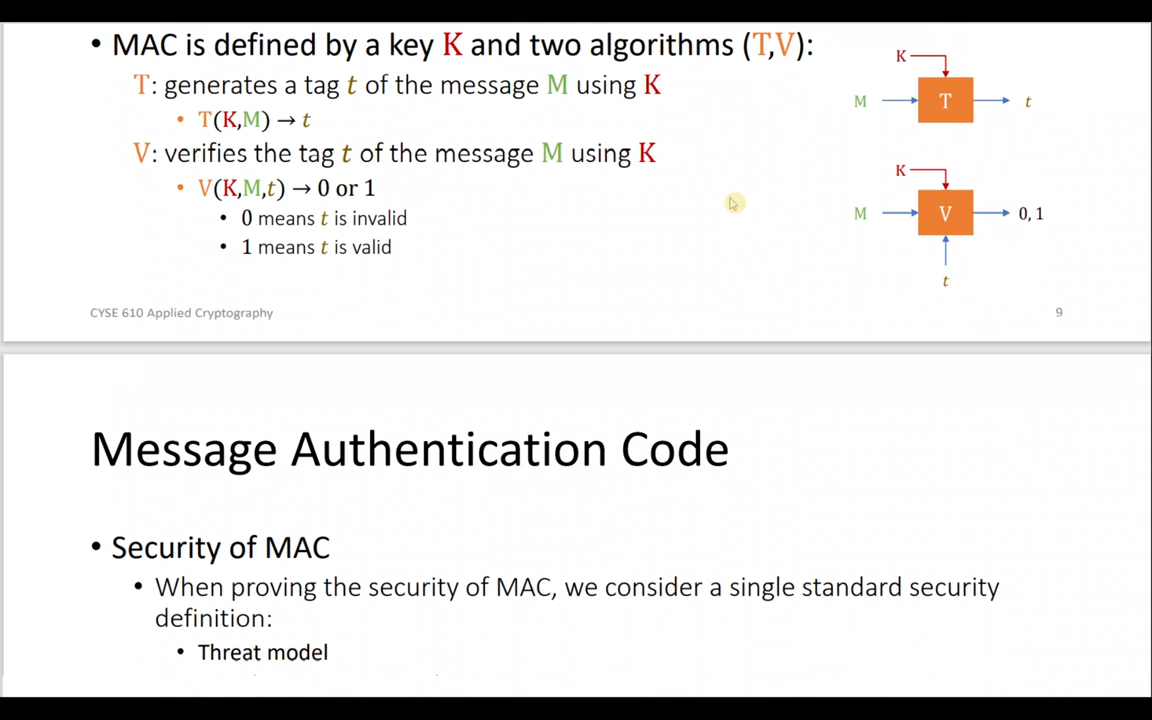 • MAC is defined by a key K and two algorithms (T,V):
T: generates a tag t of the message M using K
• T(K,M) → t
V: verifies the tag t of the message M using K
• V(K,M,t) → 0 or 1
• 0 means t is invalid
• 1 means t is valid
K
M
T
t
K
M
V
0, 1
t
CYSE 610 Applied Cryptography
9
Message Authentication Code
• Security of MAC
• When proving the security of MAC, we consider a single standard security
definition:
• Threat model